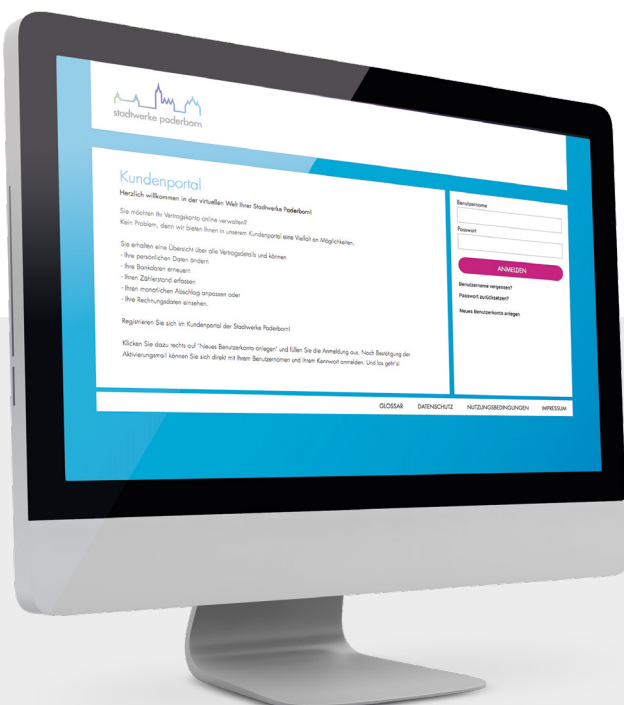 stadtwerke paderborn
Kundenportal
Herzlich willkommen in der virtuellen Welt Ihrer Stadtwerke Paderborn!
Sie möchten Ihr Vertragskonto online verwalten?
Kein Problem, denn wir bieten Ihnen in unserem Kundenportal eine Vielfalt an Möglichkeiten.
Sie erhalten eine Übersicht über alle Vertragsdetails und können
- Ihre persönlichen Daten ändern
- Ihre Bankdaten erneuern
- Ihren Zählerstand erfassen
- Ihren monatlichen Abschlag anpassen oder
- Ihre Rechnungsdaten einsehen.
Registrieren Sie sich im Kundenportal der Stadtwerke Paderborn!
Klicken Sie dazu rechts auf "Neues Benutzerkonto anlegen" und füllen Sie die Anmeldung aus. Nach Bestätigung der
Aktivierungsmail können Sie sich direkt mit Ihrem Benutzernamen und Ihrem Kennwort anmelden. Und los geht's!
Benutzername
Passwort
ANMELDEN
Benutzername vergessen?
Passwort zurücksetzen?
Neues Benutzerkonto anlegen
GLOSSAR DATENSCHUTZ NUTZUNGSBEDINGUNGEN IMPRESSUM